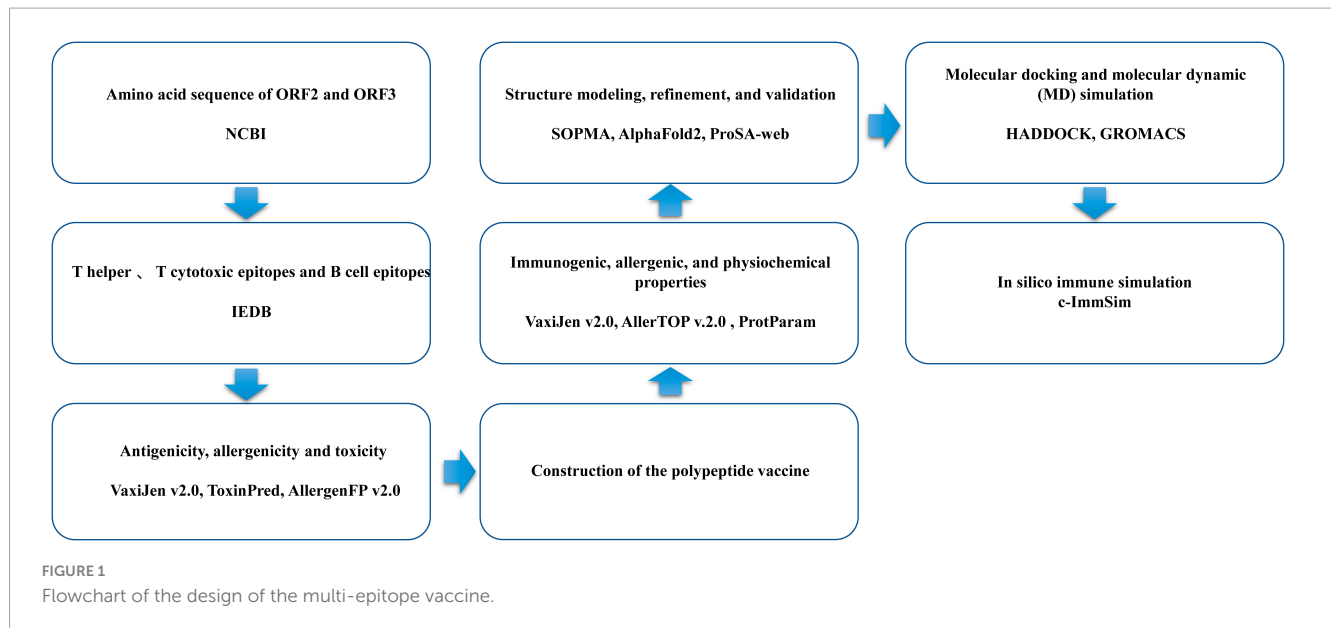 Amino acid sequence of ORF2 and ORF3
NCBI
T helper 、 T cytotoxic epitopes and B cell epitopes
IEDB
Antigenicity, allergenicity and toxicity
VaxiJen v2.0, ToxinPred, AllergenFP v2.0
Construction of the polypeptide vaccine
Immunogenic, allergenic, and physiochemical
properties
VaxiJen v2.0, AllerTOP v.2.0 , ProtParam
Structure modeling, refinement, and validation
SOPMA, AlphaFold2, ProSA-web
Molecular docking and molecular dynamic
(MD) simulation
HADDOCK, GROMACS
In silico immune simulation
c-ImmSim
FIGURE 1
Flowchart of the design of the multi-epitope vaccine.